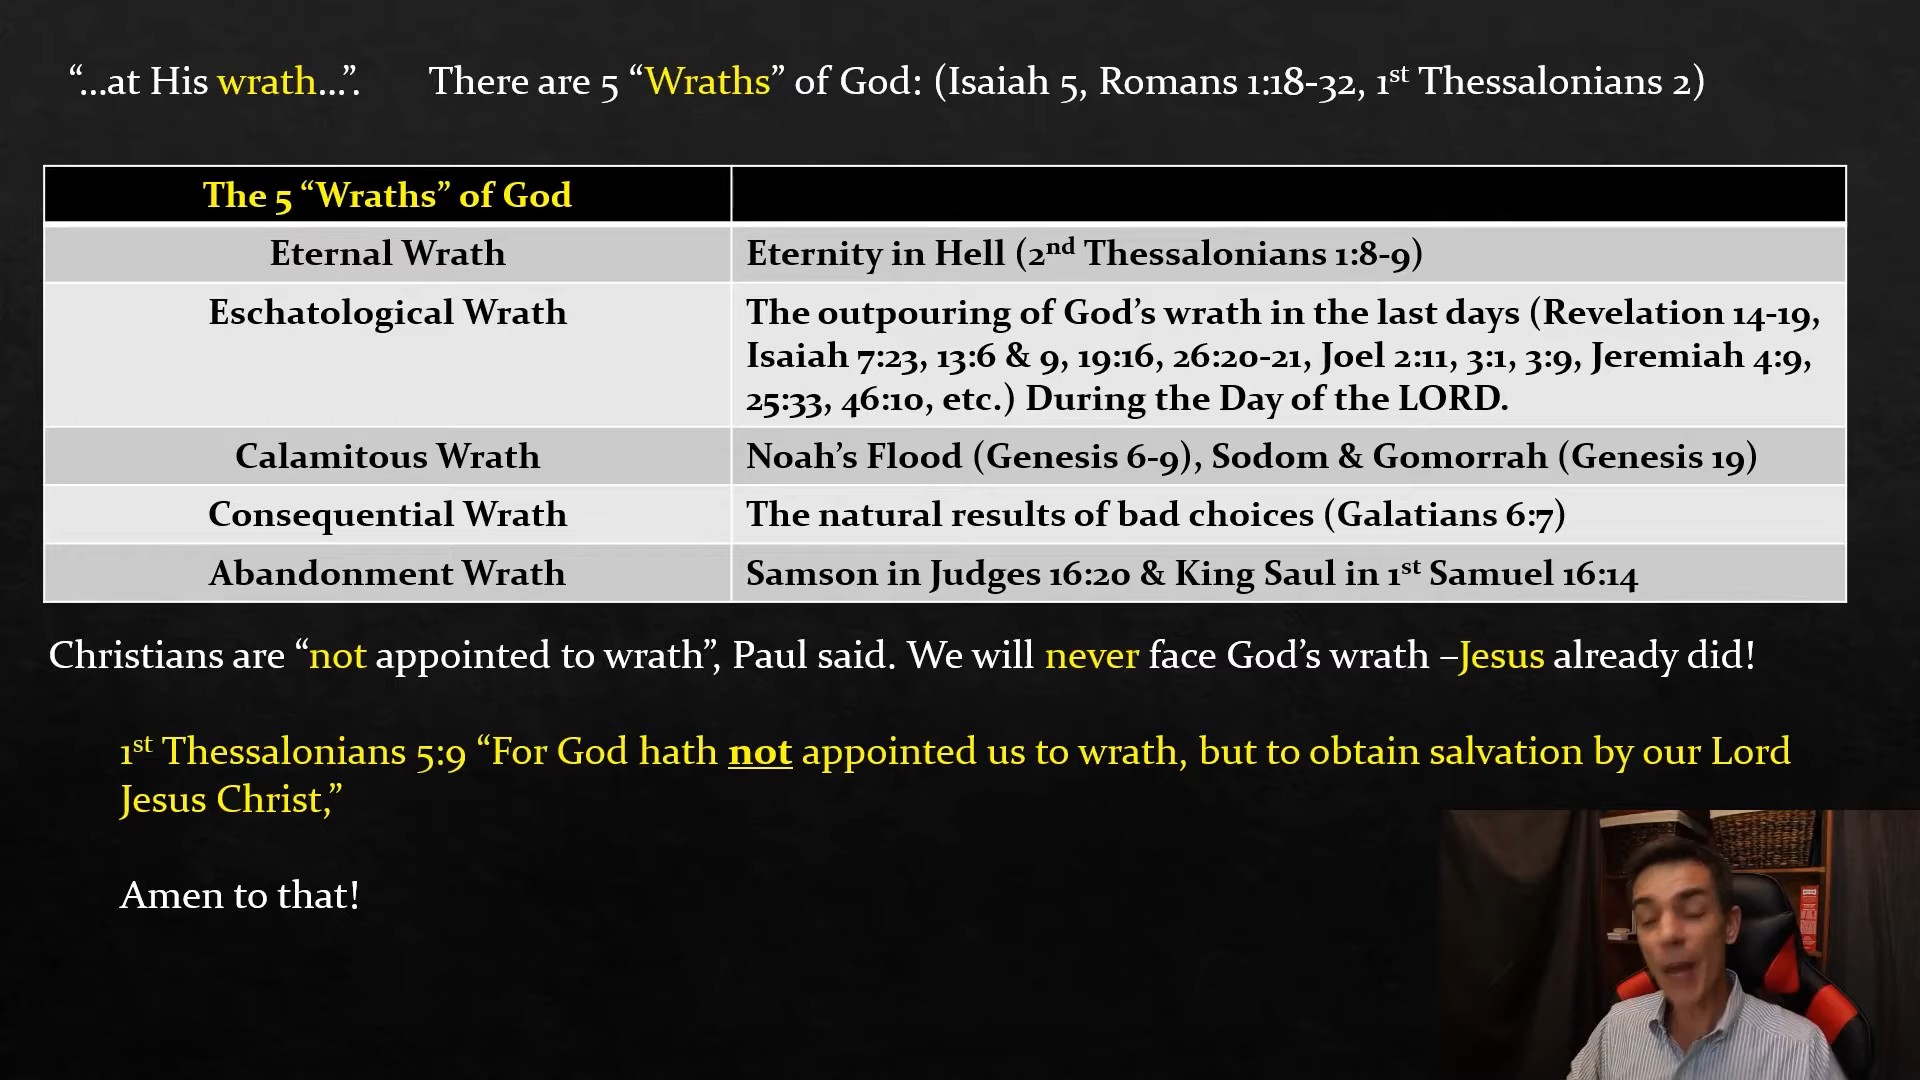 “...at His wrath...”. There are 5 “Wraths” of God: (Isaiah 5, Romans 1:18-32, 1st Thessalonians 2)
The 5 “Wraths” of God
Eternal Wrath
Eternity in Hell (2nd Thessalonians 1:8-9)
Eschatological Wrath
The outpouring of God’s wrath in the last days (Revelation 14-19,
Isaiah 7:23, 13:6 & 9, 19:16, 26:20-21, Joel 2:11, 3:1, 3:9, Jeremiah 4:9,
25:33, 46:10, etc.) During the Day of the LORD.
Calamitous Wrath
Noah’s Flood (Genesis 6-9), Sodom & Gomorrah (Genesis 19)
Consequential Wrath
The natural results of bad choices (Galatians 6:7)
Abandonment Wrath
Samson in Judges 16:20 & King Saul in 1st Samuel 16:14
Christians are “not appointed to wrath”, Paul said. We will never face God’s wrath –Jesus already did!
1st Thessalonians 5:9 “For God hath not appointed us to wrath, but to obtain salvation by our Lord
Jesus Christ,”
Amen to that!